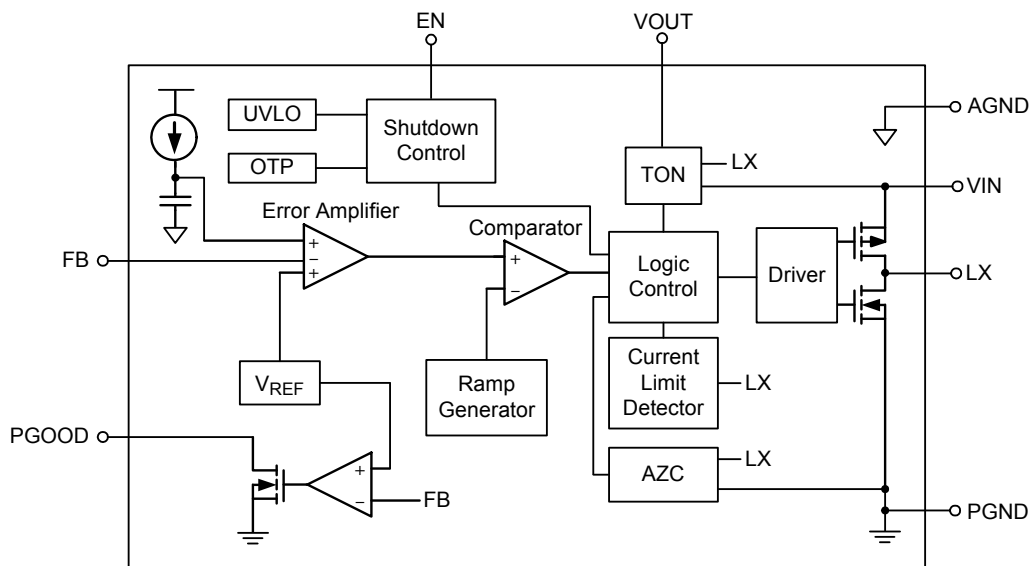 EN
VOUT
UVLO
Shutdown
Control
OTP
AGND
TON
LX
VIN
Error Amplifier
Comparator
+
−
+
FB
+
−
Logic
Control
Driver
LX
VREF
Ramp
Generator
Current
Limit
Detector
LX
PGOOD
+
−
FB
AZC
LX
PGND